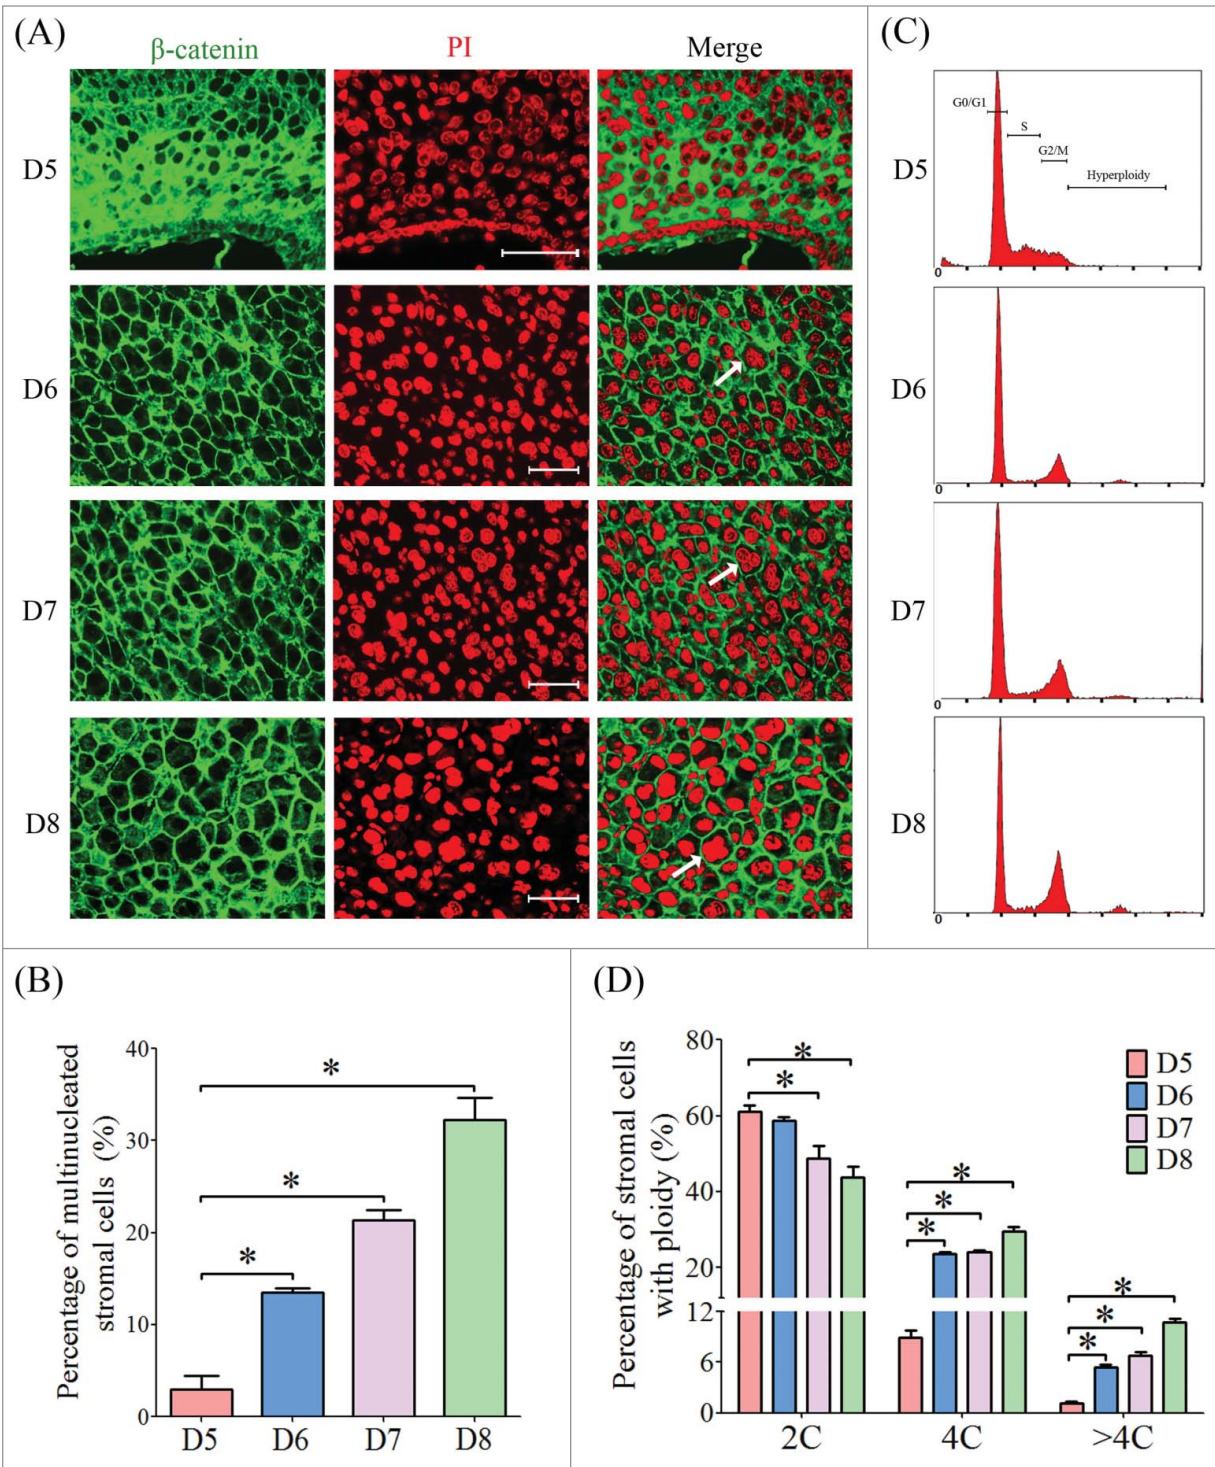 (A)
β-catenin PI Merge
D5
D6
D7
D8
(C)
D5
G0/G1
S
G2/M
Hyperploidy
0
D6
0
D7
0
D8
0
(B)
Percentage of multinucleated
stromal cells (%)
40
30
20
10
0
*
*
*
D5 D6 D7 D8
(D)
Percentage of stromal cells
with ploidy (%)
80
60
40
20
12
6
0
*
*
*
*
*
*
*
*
D5
D6
D7
D8
2C 4C >4C